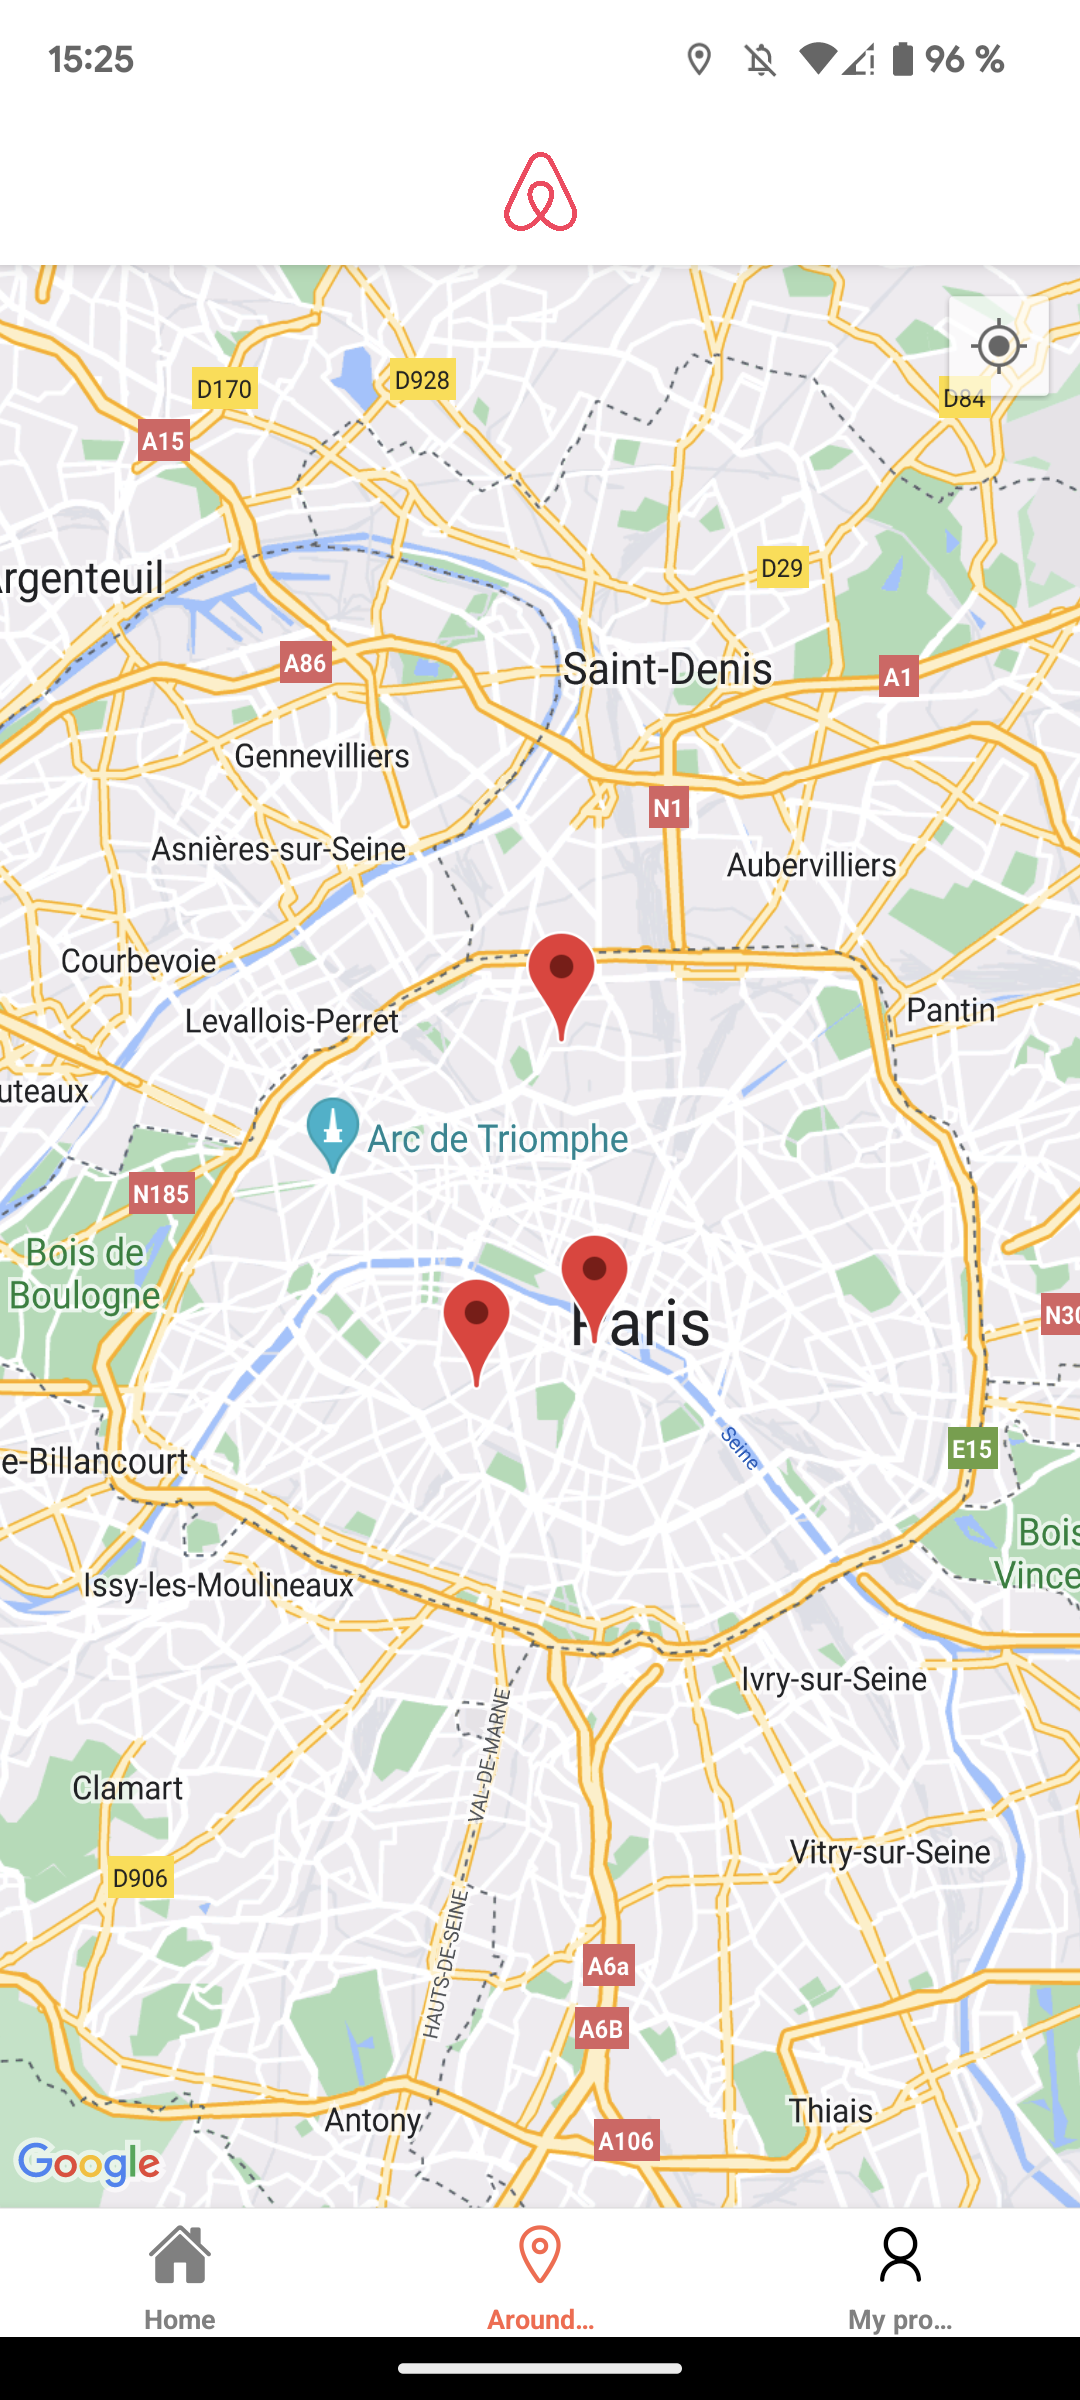 15:25
96 %
D170
D928
D84
A15
rgenteuil
D29
A86
Saint-Denis
A1
Gennevilliers
N1
Asnières-sur-Seine
Aubervilliers
Courbevoie
Levallois-Perret
Pantin
uteaux
Arc de Triomphe
N185
Bois de
Boulogne
N30
Paris
Seine
E15
e-Billancourt
Bois
Vince
Issy-les-Moulineaux
Ivry-sur-Seine
VAL-DE-MARNE
Clamart
Vitry-sur-Seine
D906
HAUTS-DE-SEINE
A6a
A6B
Antony
Thiais
A106
Google
Home
Around...
My pro...